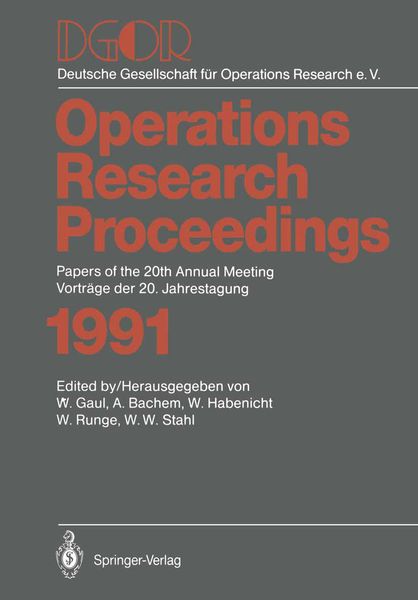 DGOR
Deutsche Gesellschaft für Operations Research e. V.
Operations
Research
Proceedings
Papers of the 20th Annual Meeting
Vorträge der 20. Jahrestagung
1991
Edited by/Herausgegeben von
W. Gaul, A. Bachem, W. Habenicht
W. Runge, W. W. Stahl
Springer-Verlag